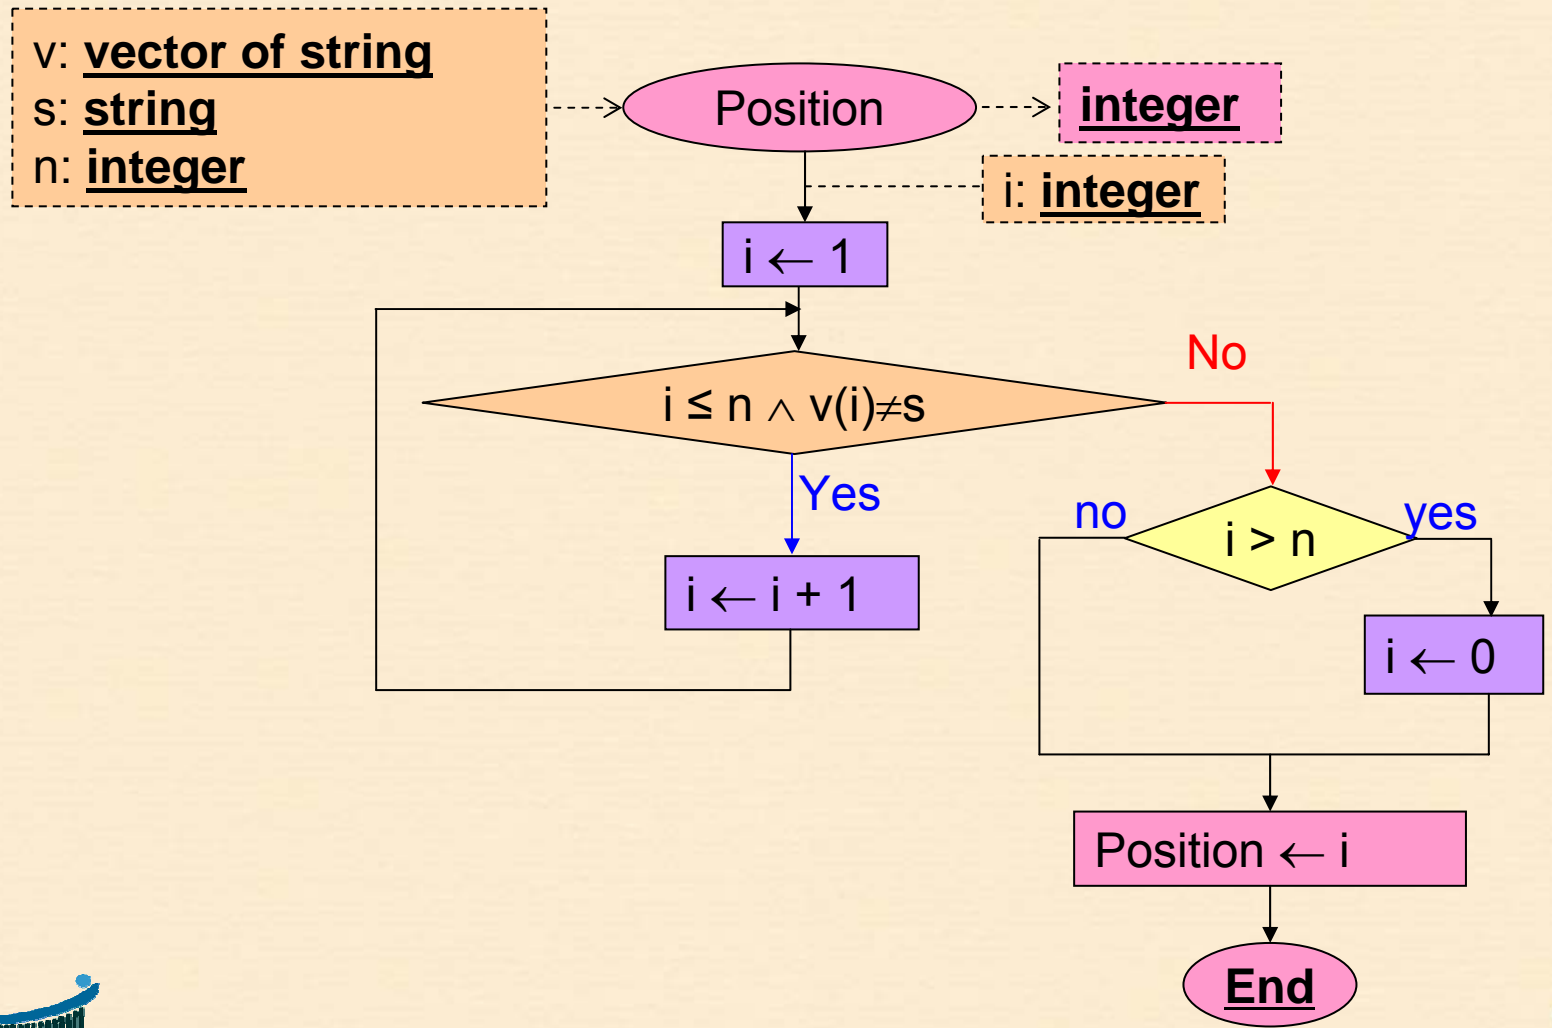 v: vector of string
s: string
n: integer
Position
integer
i: integer
i ← 1
i ≤ n ∧ v(i)≠s
No
Yes
i ← i + 1
no
i > n
yes
i ← 0
Position ← i
End